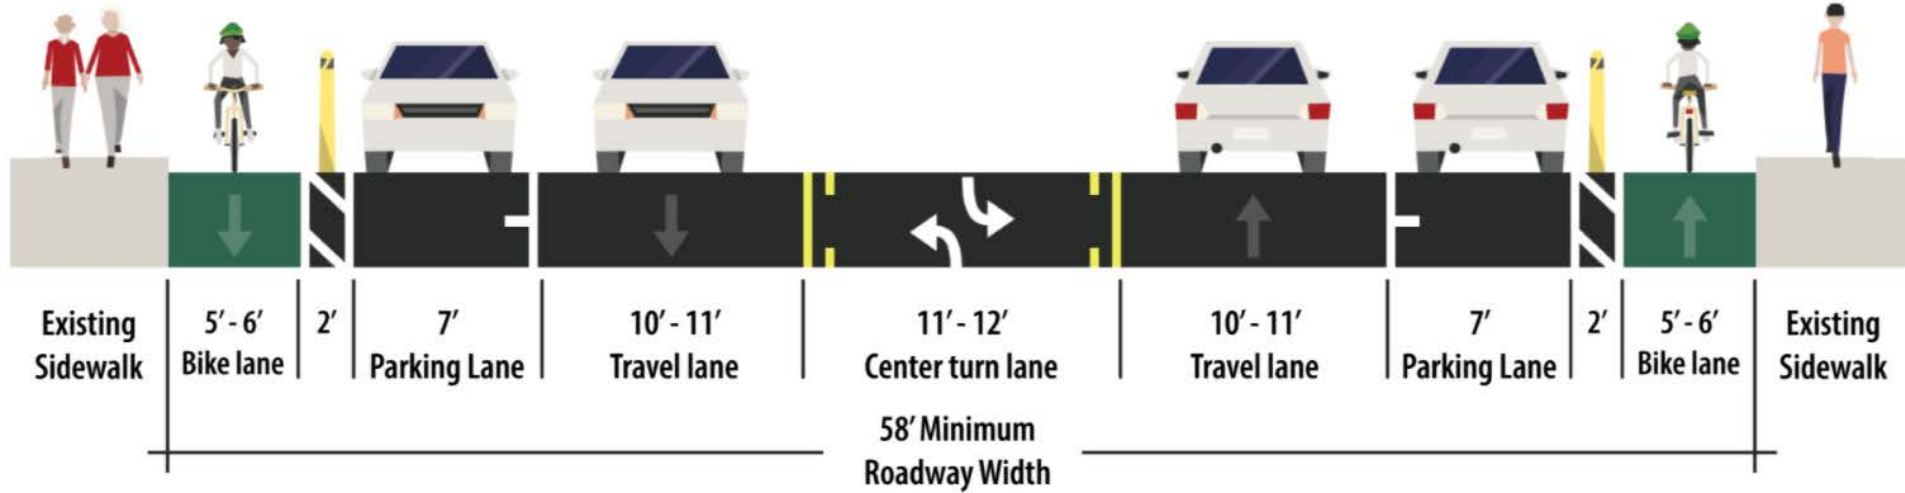 Existing
Sidewalk
5' - 6'
Bike lane
2'
7'
Parking Lane
10' - 11'
Travel lane
11' - 12'
Center turn lane
10' - 11'
Travel lane
7'
Parking Lane
2'
5' - 6'
Bike lane
Existing
Sidewalk
58' Minimum
Roadway Width